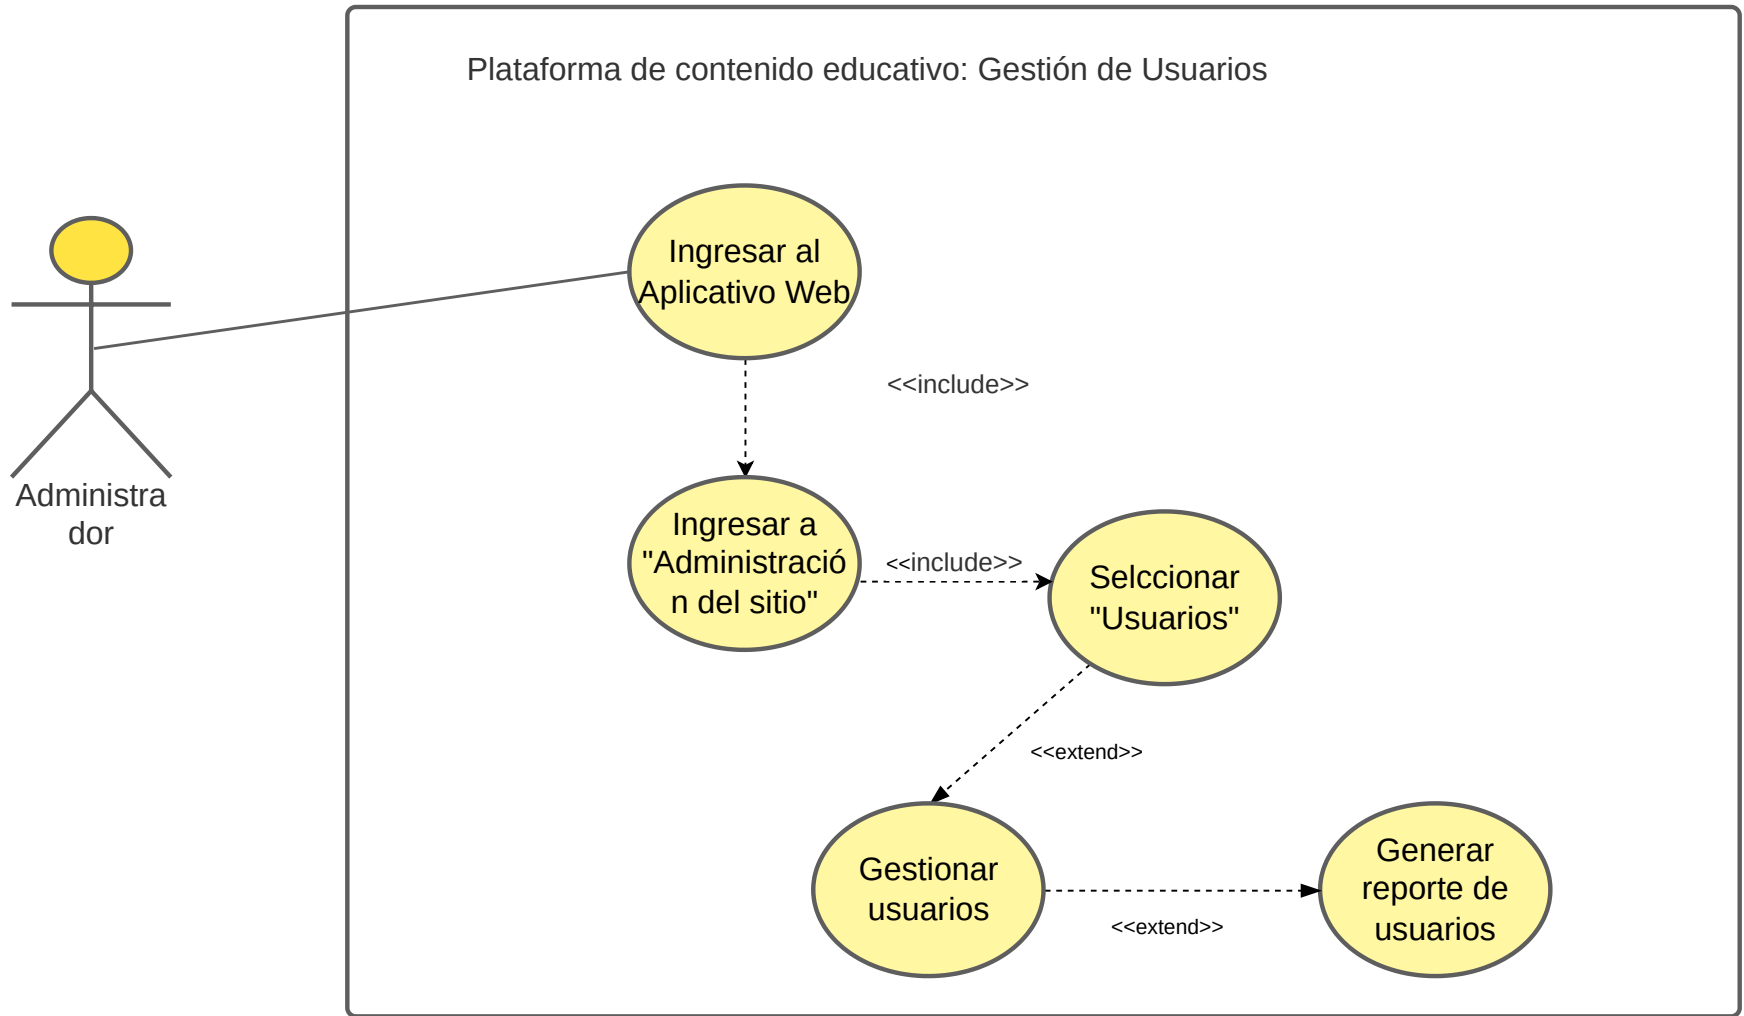 Plataforma de contenido educativo: Gestión de Usuarios
Ingresar al
Aplicativo Web
<<include>>
Administra
dor
Ingresar a
"Administració
n del sitio"
<<include>>
Selccionar
"Usuarios"
<<extend>>
Gestionar
usuarios
<<extend>>
Generar
reporte de
usuarios